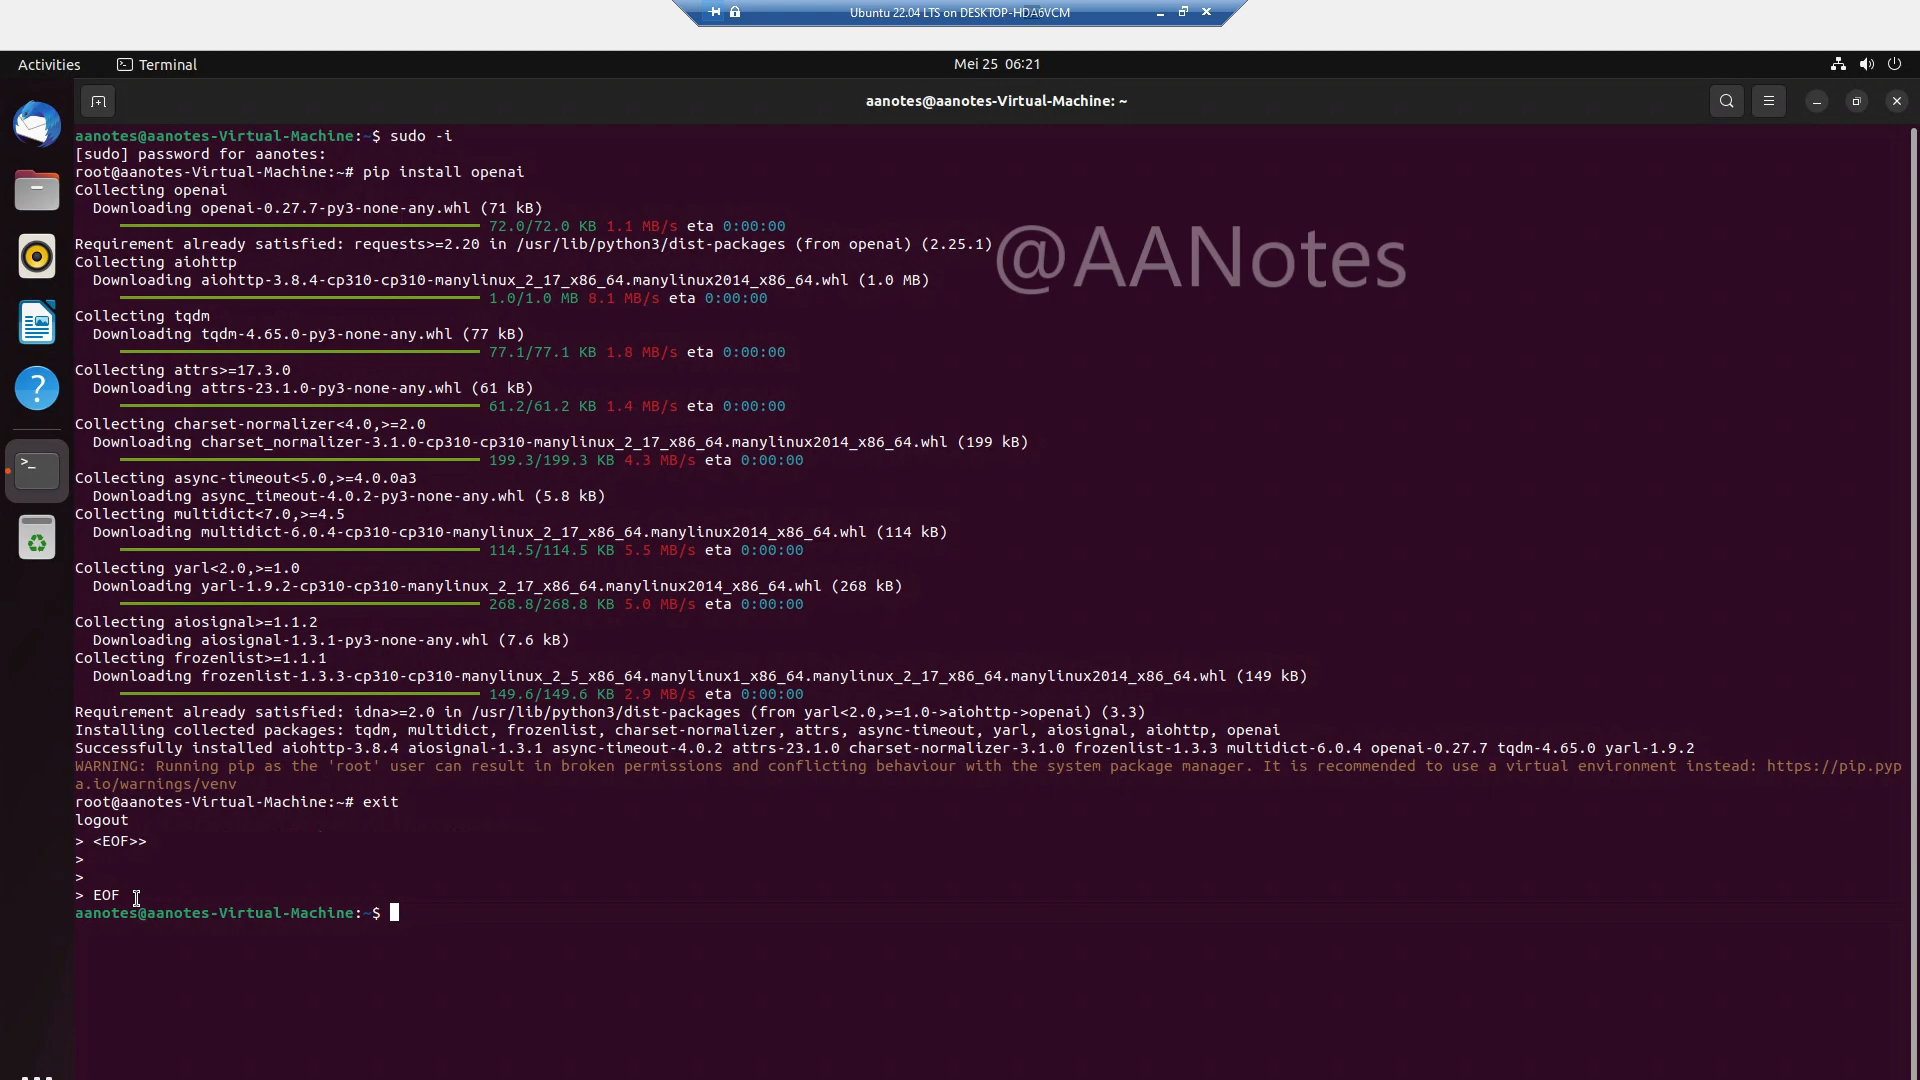 Ubuntu 22.04 LTS on DESKTOP-HDA6VCM
Activities
Terminal
Mei 25 06:21
aanotes@aanotes-Virtual-Machine: ~
aanotes@aanotes-Virtual-Machine:~$ sudo -i
[sudo] password for aanotes:
root@aanotes-Virtual-Machine:~# pip install openai
Collecting openai
Downloading openai-0.27.7-py3-none-any.whl (71 kB)
72.0/72.0 KB 1.1 MB/s eta 0:00:00
Requirement already satisfied: requests>=2.20 in /usr/lib/python3/dist-packages (from openai) (2.25.1)
@AANotes
Collecting aiohttp
Downloading aiohttp-3.8.4-cp310-cp310-manylinux_2_17_x86_64.manylinux2014_x86_64.whl (1.0 MB)
1.0/1.0 MB 8.1 MB/s eta 0:00:00
Collecting tqdm
Downloading tqdm-4.65.0-py3-none-any.whl (77 kB)
77.1/77.1 KB 1.8 MB/s eta 0:00:00
Collecting attrs>=17.3.0
Downloading attrs-23.1.0-py3-none-any.whl (61 kB)
61.2/61.2 KB 1.4 MB/s eta 0:00:00
Collecting charset-normalizer<4.0,>=2.0
Downloading charset_normalizer-3.1.0-cp310-cp310-manylinux_2_17_x86_64.manylinux2014_x86_64.whl (199 kB)
199.3/199.3 KB 4.3 MB/s eta 0:00:00
Collecting async-timeout<5.0,>=4.0.0a3
Downloading async_timeout-4.0.2-py3-none-any.whl (5.8 kB)
Collecting multidict<7.0,>=4.5
Downloading multidict-6.0.4-cp310-cp310-manylinux_2_17_x86_64.manylinux2014_x86_64.whl (114 kB)
114.5/114.5 KB 5.5 MB/s eta 0:00:00
Collecting yarl<2.0,>=1.0
Downloading yarl-1.9.2-cp310-cp310-manylinux_2_17_x86_64.manylinux2014_x86_64.whl (268 kB)
268.8/268.8 KB 5.0 MB/s eta 0:00:00
Collecting aiosignal>=1.1.2
Downloading aiosignal-1.3.1-py3-none-any.whl (7.6 kB)
Collecting frozenlist>=1.1.1
Downloading frozenlist-1.3.3-cp310-cp310-manylinux_2_5_x86_64.manylinux1_x86_64.manylinux_2_17_x86_64.manylinux2014_x86_64.whl (149 kB)
149.6/149.6 KB 2.9 MB/s eta 0:00:00
Requirement already satisfied: idna>=2.0 in /usr/lib/python3/dist-packages (from yarl<2.0,>=1.0->aiohttp->openai) (3.3)
Installing collected packages: tqdm, multidict, frozenlist, charset-normalizer, attrs, async-timeout, yarl, aiosignal, aiohttp, openai
Successfully installed aiohttp-3.8.4 aiosignal-1.3.1 async-timeout-4.0.2 attrs-23.1.0 charset-normalizer-3.1.0 frozenlist-1.3.3 multidict-6.0.4 openai-0.27.7 tqdm-4.65.0 yarl-1.9.2
WARNING: Running pip as the 'root' user can result in broken permissions and conflicting behaviour with the system package manager. It is recommended to use a virtual environment instead: https://pip.pyp
a.io/warnings/venv
root@aanotes-Virtual-Machine:~# exit
logout
> <EOF>>
>
>
> EOF
aanotes@aanotes-Virtual-Machine:~$